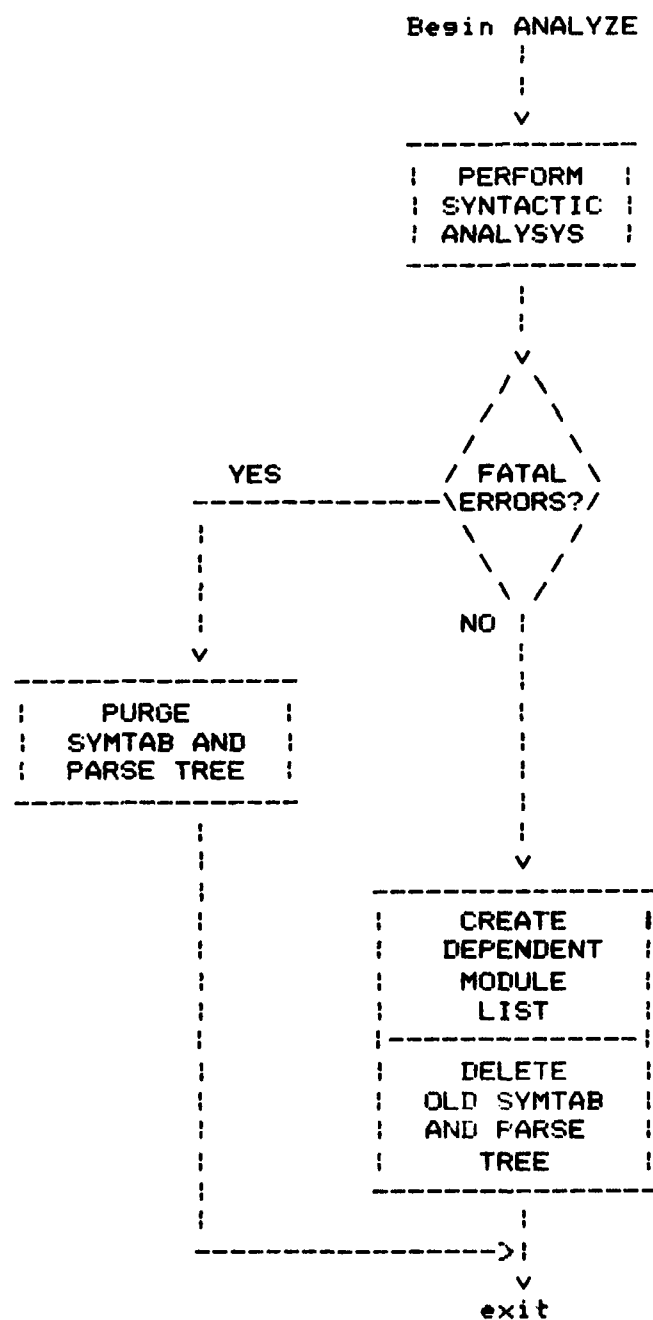 Begin ANALYZE
PERFORM
SYNTACTIC
ANALYSYS
FATAL
ERRORS?
YES
NO
PURGE
SYMTAB AND
PARSE TREE
CREATE
DEPENDENT
MODULE
LIST
DELETE
OLD SYMTAB
AND PARSE
TREE
exit